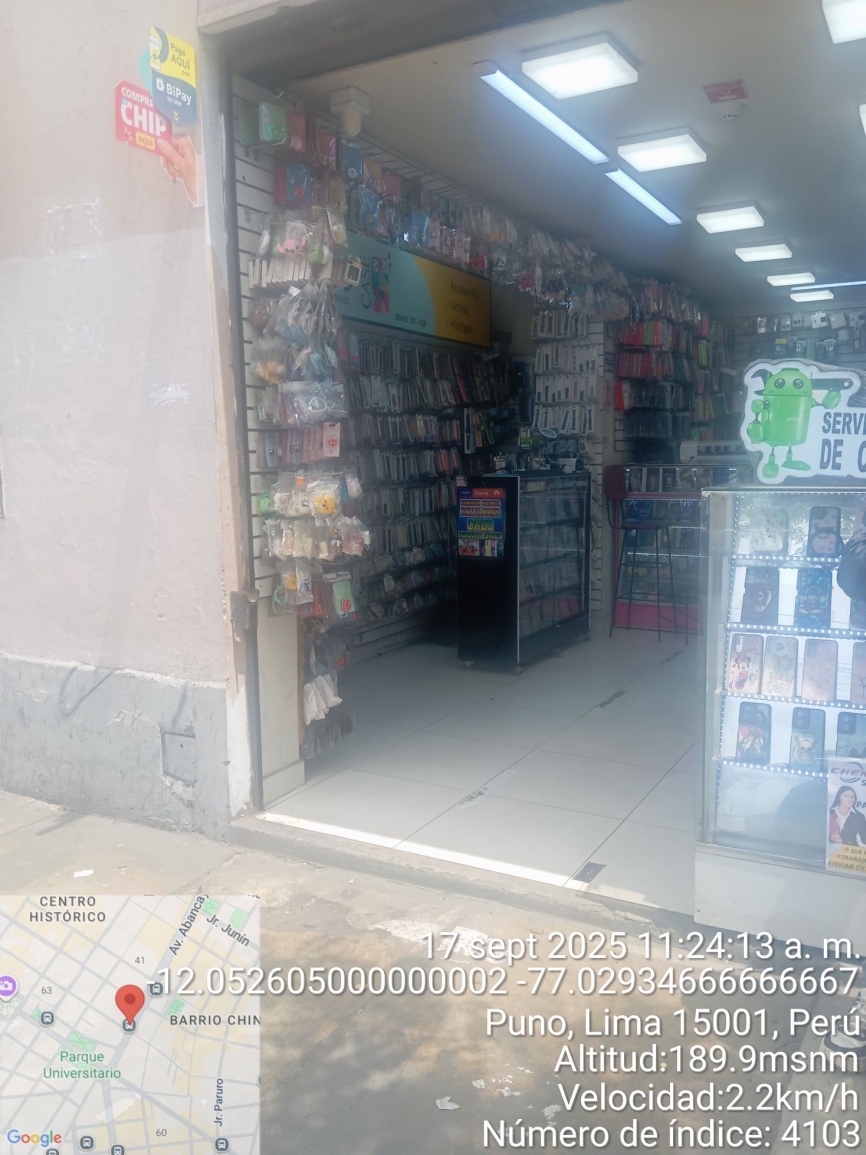 Paga
AQUÍ
BiPay
COMPRA
CHIP
AQUÍ
Accesorios
SERVI
DE C
CENTRO
HISTÓRICO
Av. Abancay
Jr. Junín
41
63
BARRIO CHIN
Parque
Universitario
Jr. Paruro
60
Google
17 sept 2025 11:24:13 a. m.
-12.052605000000002 -77.02934666666667
Puno, Lima 15001, Perú
Altitud:189.9msnm
Velocidad:2.2km/h
Número de índice: 4103